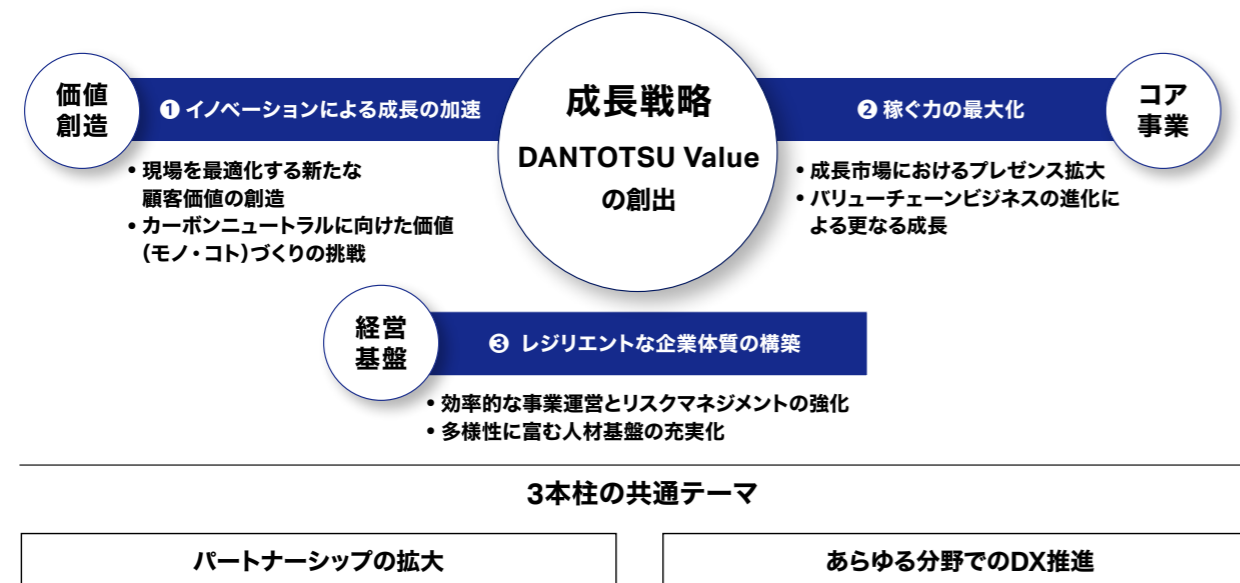 価値
創造
❶ イノベーションによる成長の加速
• 現場を最適化する新たな
顧客価値の創造
• カーボンニュートラルに向けた価値
（モノ・コト）づくりの挑戦
成長戦略
DANTOTSU Value
の創出
❷ 稼ぐ力の最大化
コア
事業
• 成長市場におけるプレゼンス拡大
• バリューチェーンビジネスの進化に
よる更なる成長
経営
基盤
❸ レジリエントな企業体質の構築
• 効率的な事業運営とリスクマネジメントの強化
• 多様性に富む人材基盤の充実化
3本柱の共通テーマ
パートナーシップの拡大
あらゆる分野でのDX推進